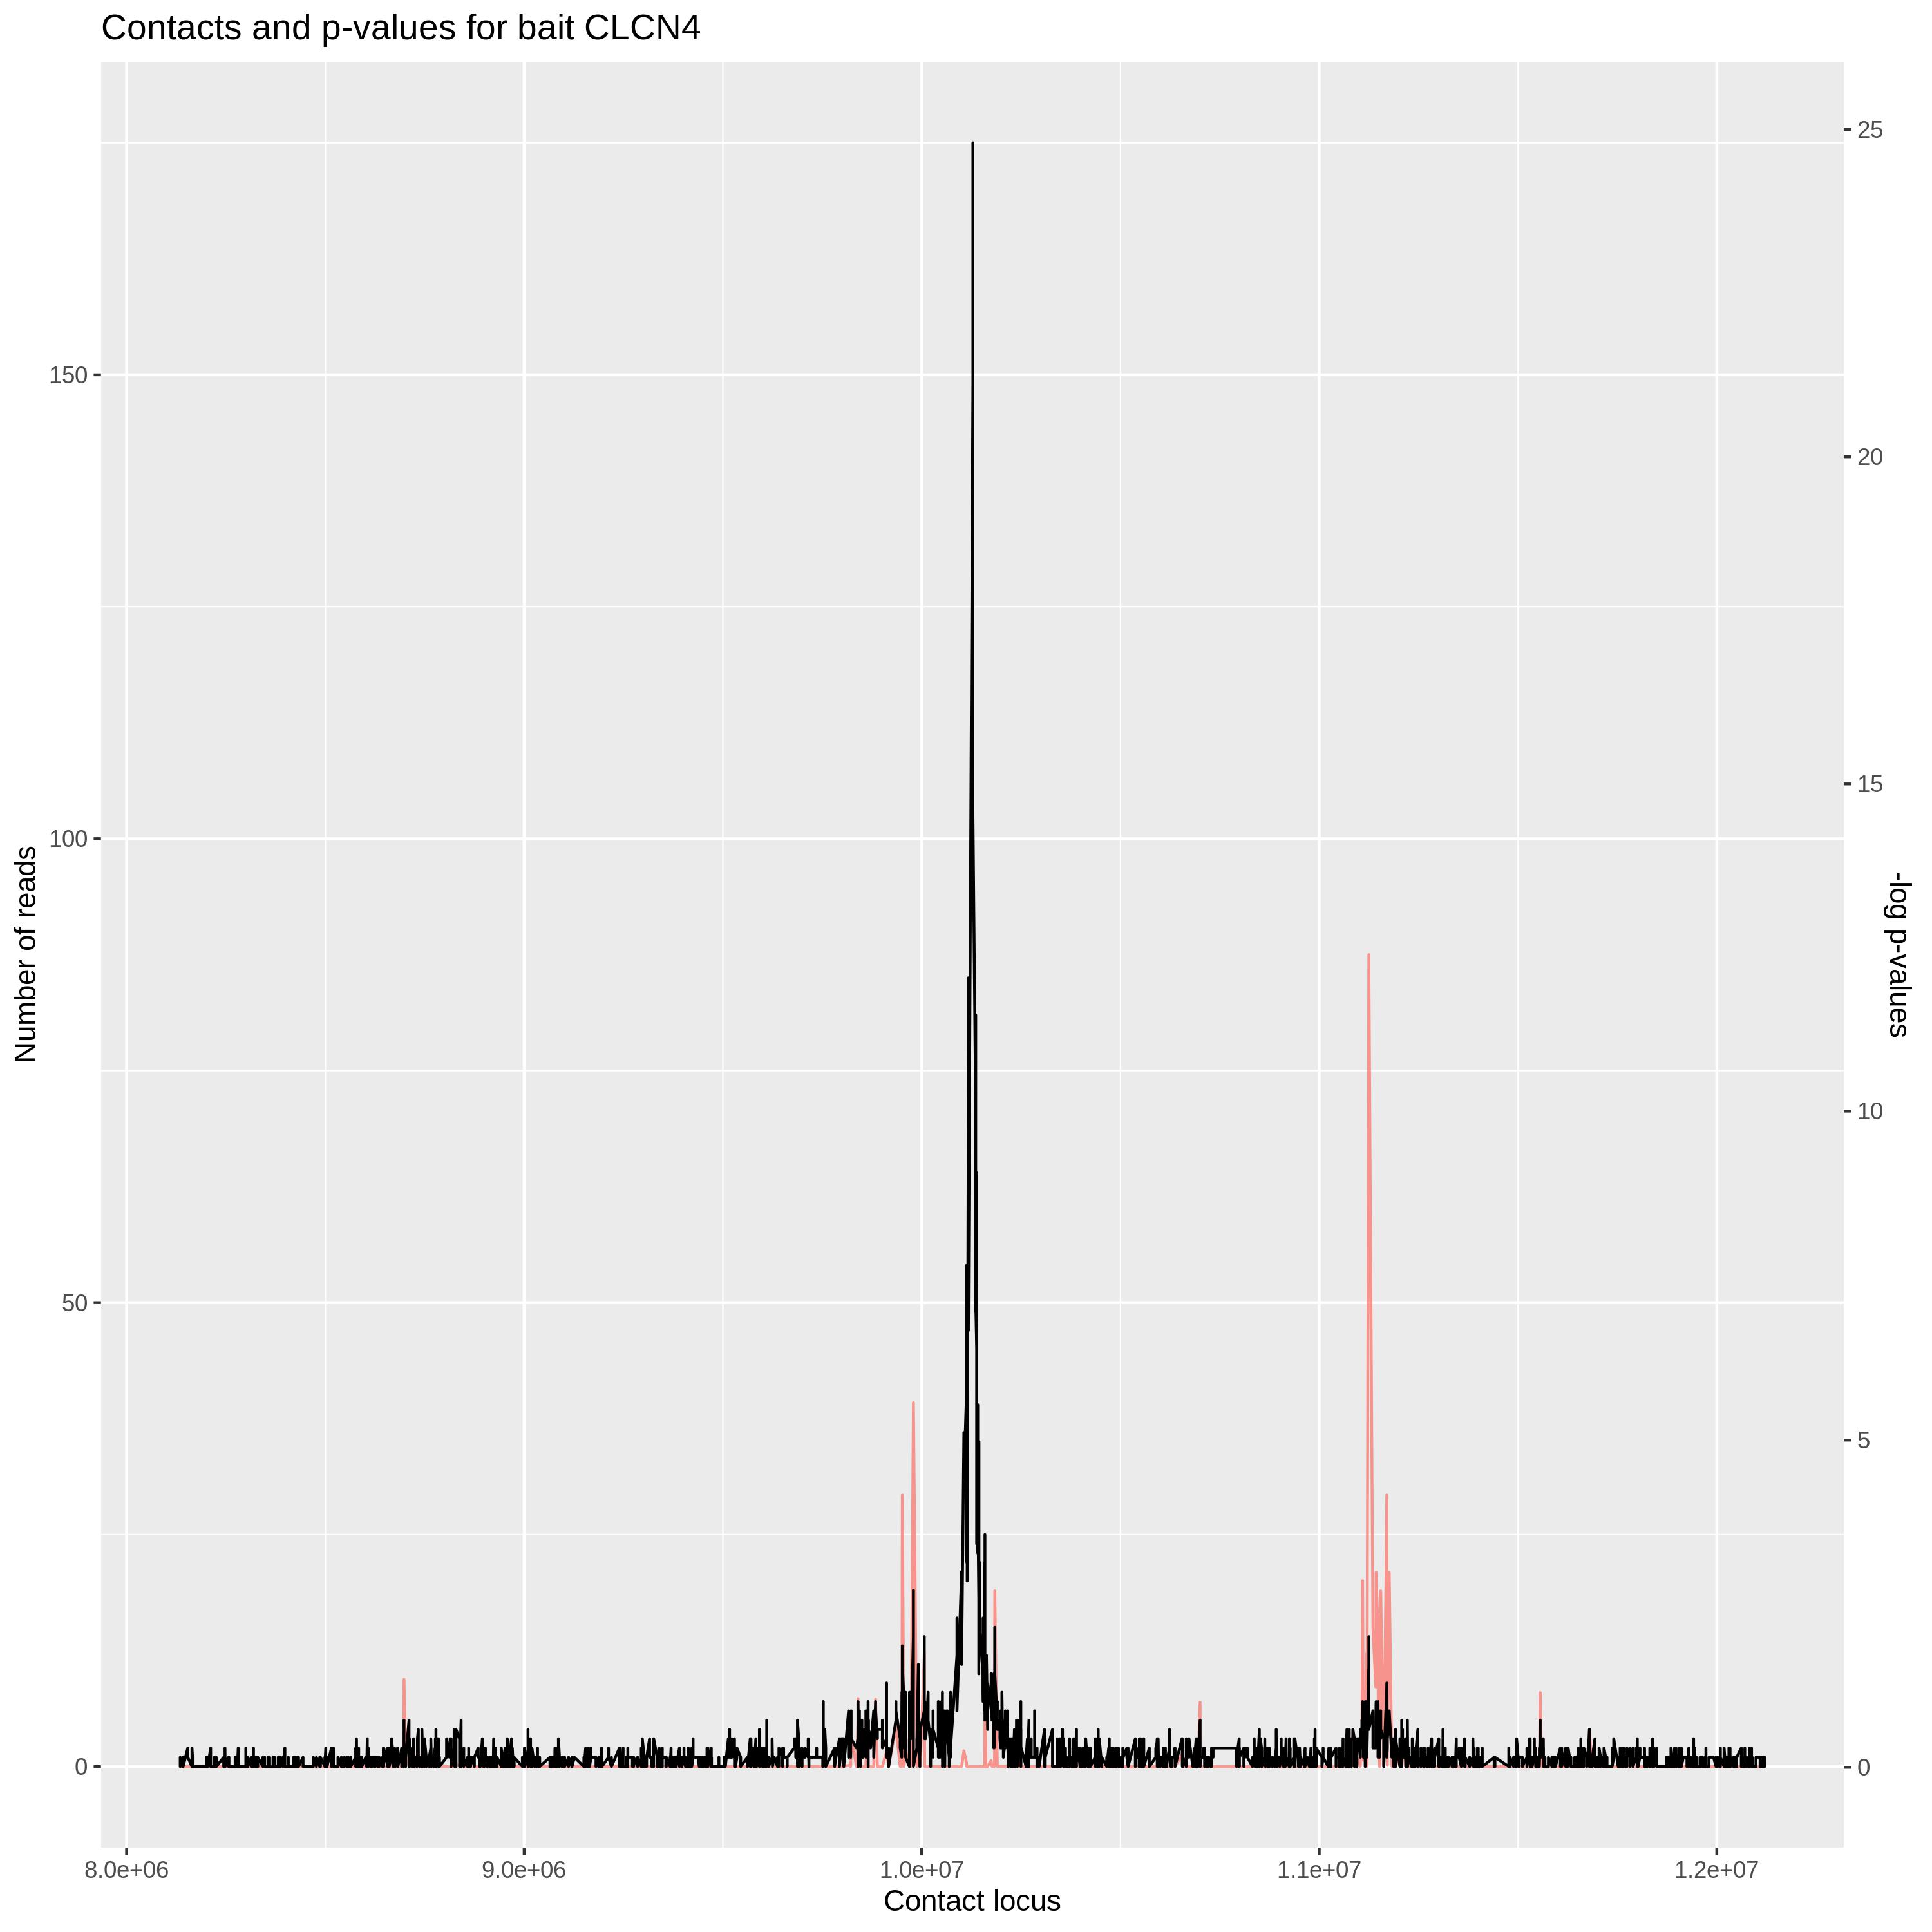 Contacts and p-values for bait CLCN4
Number of reads
150
100
50
0
25
20
15
10
5
0
-log p-values
8.0e+06
9.0e+06
1.0e+07
1.1e+07
1.2e+07
Contact locus